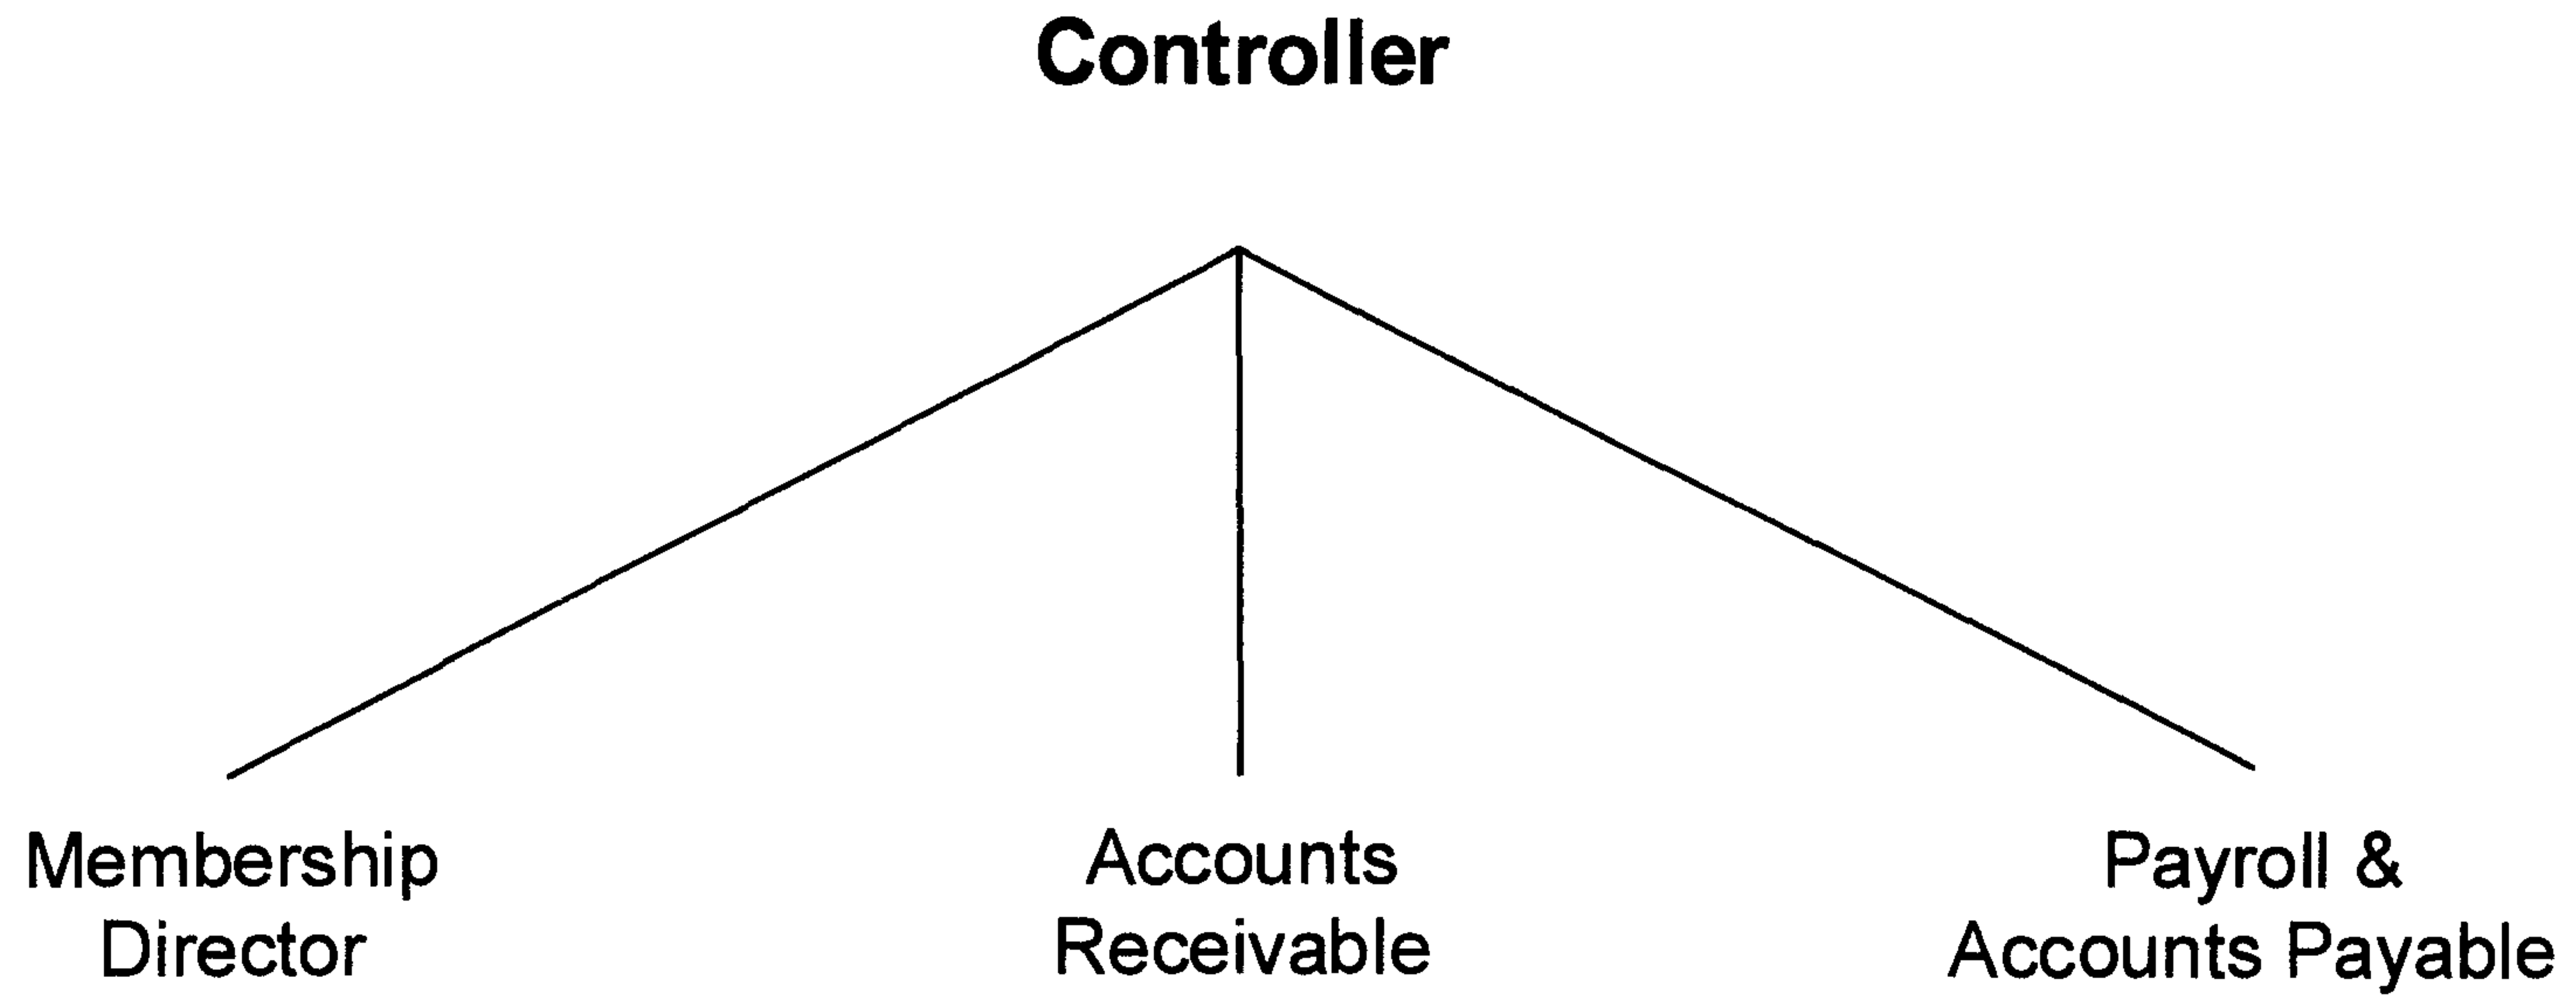 Controller
Membership
Director
Accounts
Receivable
Payroll &
Accounts Payable